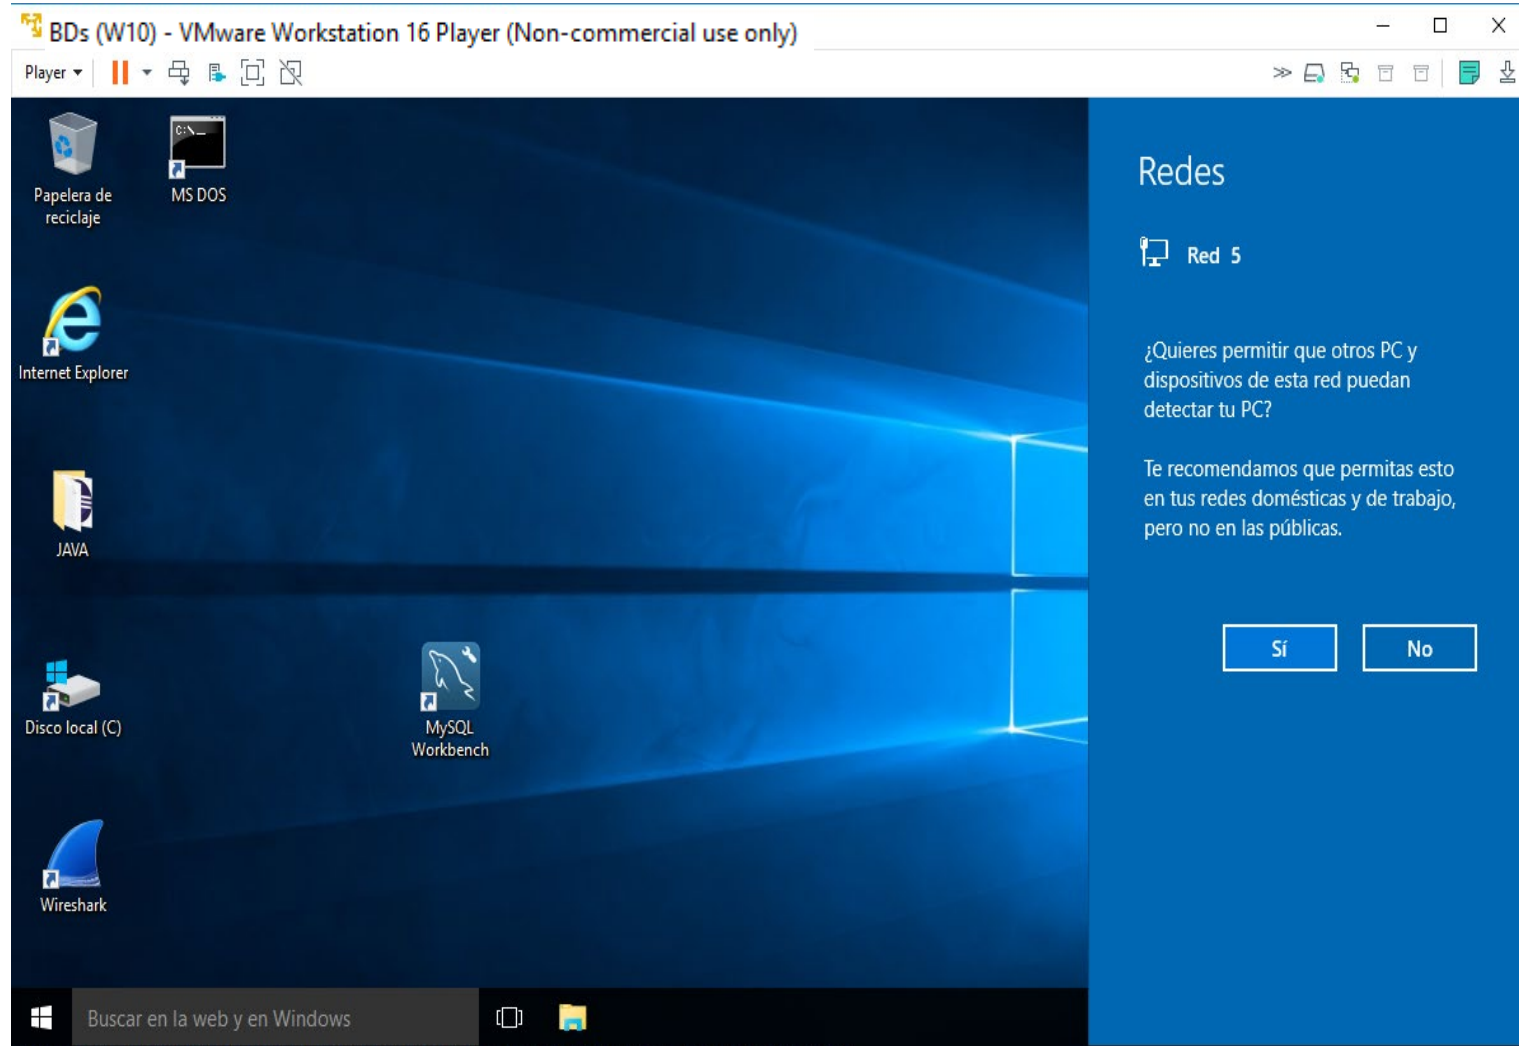 BDs (W10) - VMware Workstation 16 Player (Non-commercial use only)
Player
Papelera de
reciclaje
C:\_
MS DOS
Internet Explorer
JAVA
Disco local (C)
MySQL
Workbench
Wireshark
Redes
Red 5
¿Quieres permitir que otros PC y
dispositivos de esta red puedan
detectar tu PC?
Te recomendamos que permitas esto
en tus redes domésticas y de trabajo,
pero no en las públicas.
Sí
No
Buscar en la web y en Windows